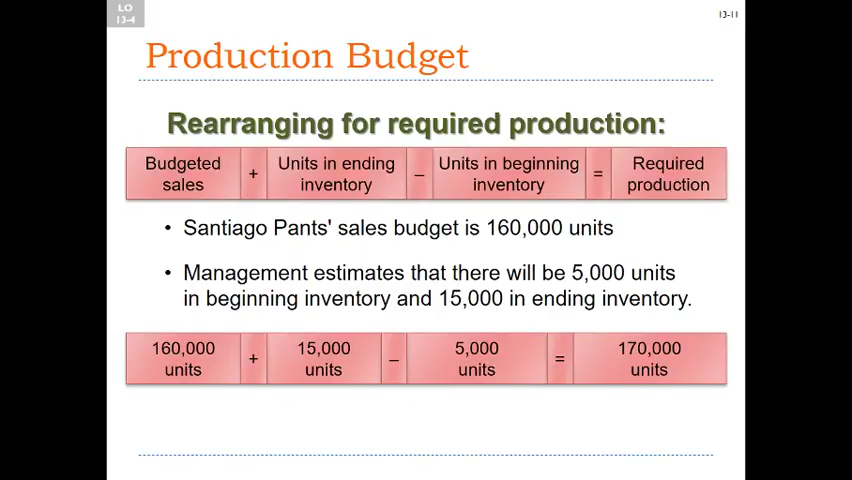 LO
13-4
13-11
Production Budget
Rearranging for required production:
Budgeted sales + Units in ending inventory – Units in beginning inventory = Required production
• Santiago Pants' sales budget is 160,000 units
• Management estimates that there will be 5,000 units
in beginning inventory and 15,000 in ending inventory.
160,000 units + 15,000 units – 5,000 units = 170,000 units